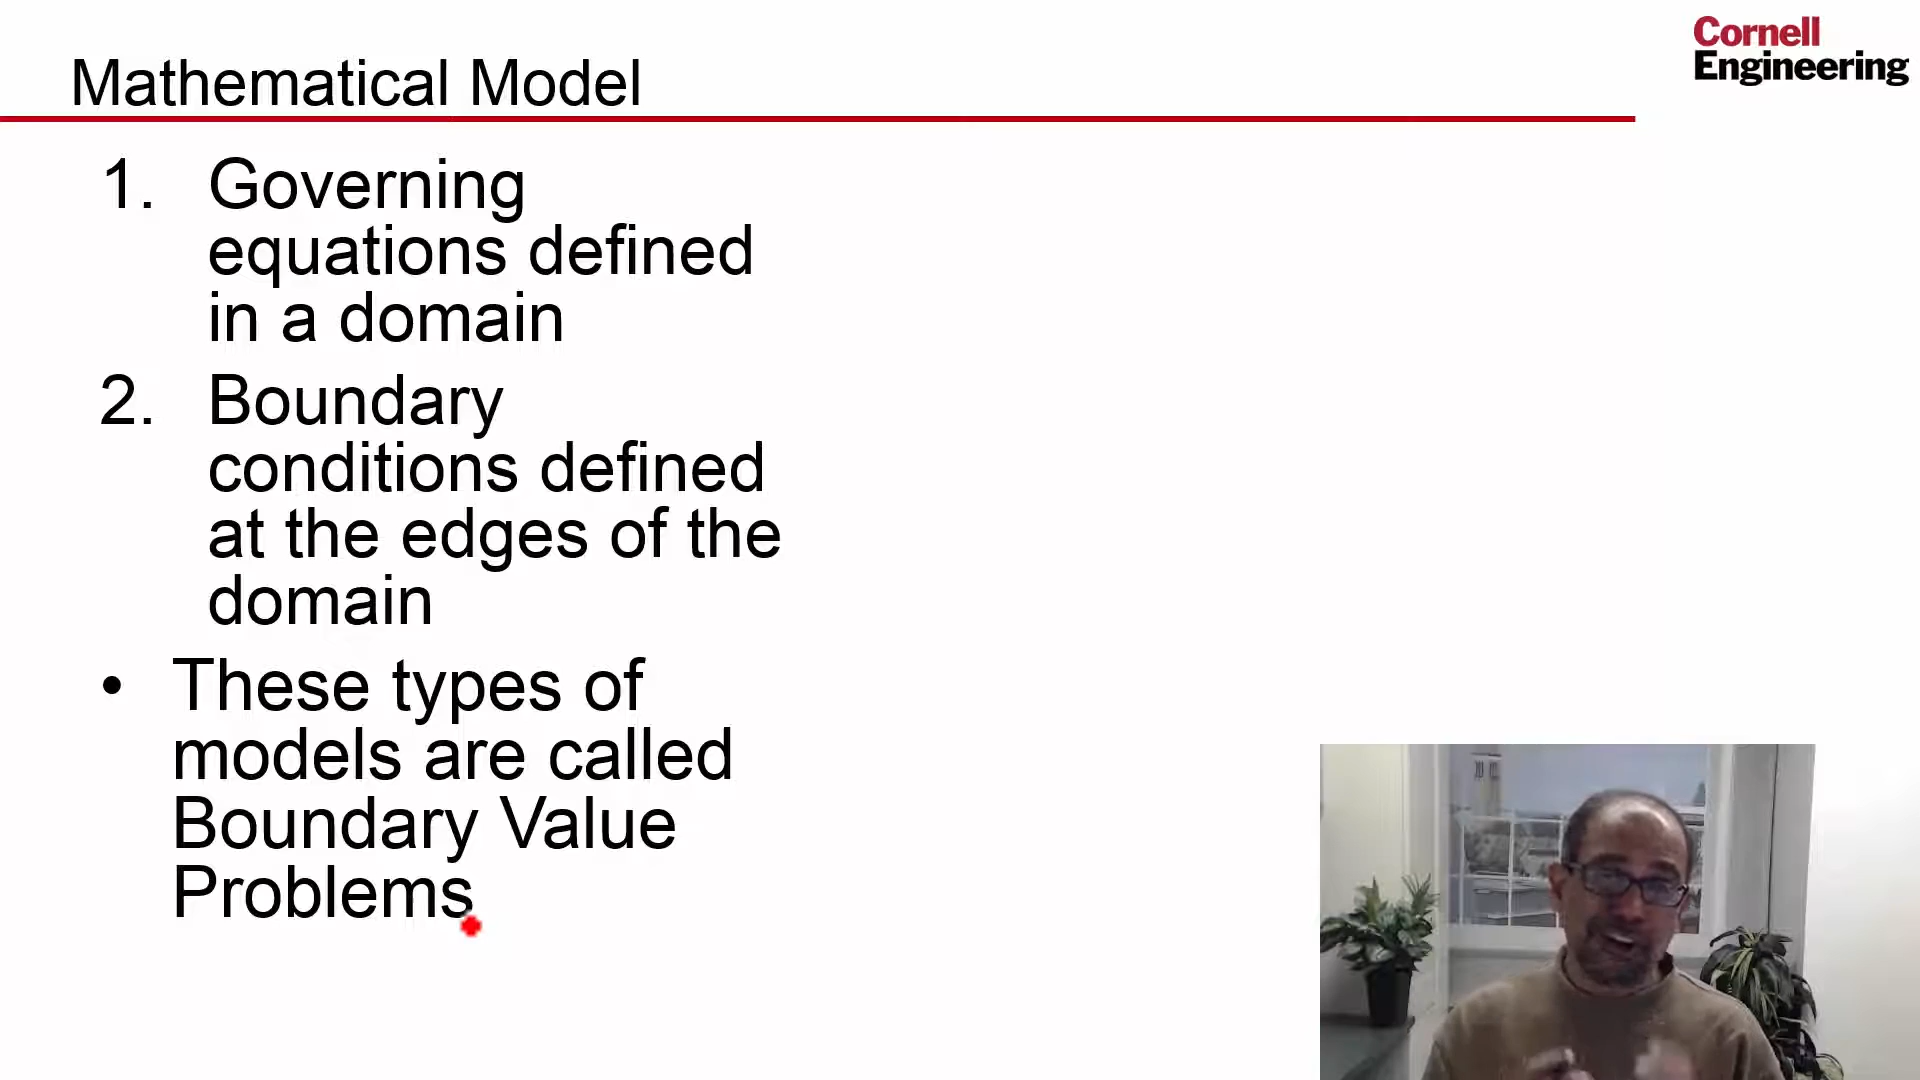 Mathematical Model
Cornell
Engineering
1. Governing
equations defined
in a domain
2. Boundary
conditions defined
at the edges of the
domain
• These types of
models are called
Boundary Value
Problems